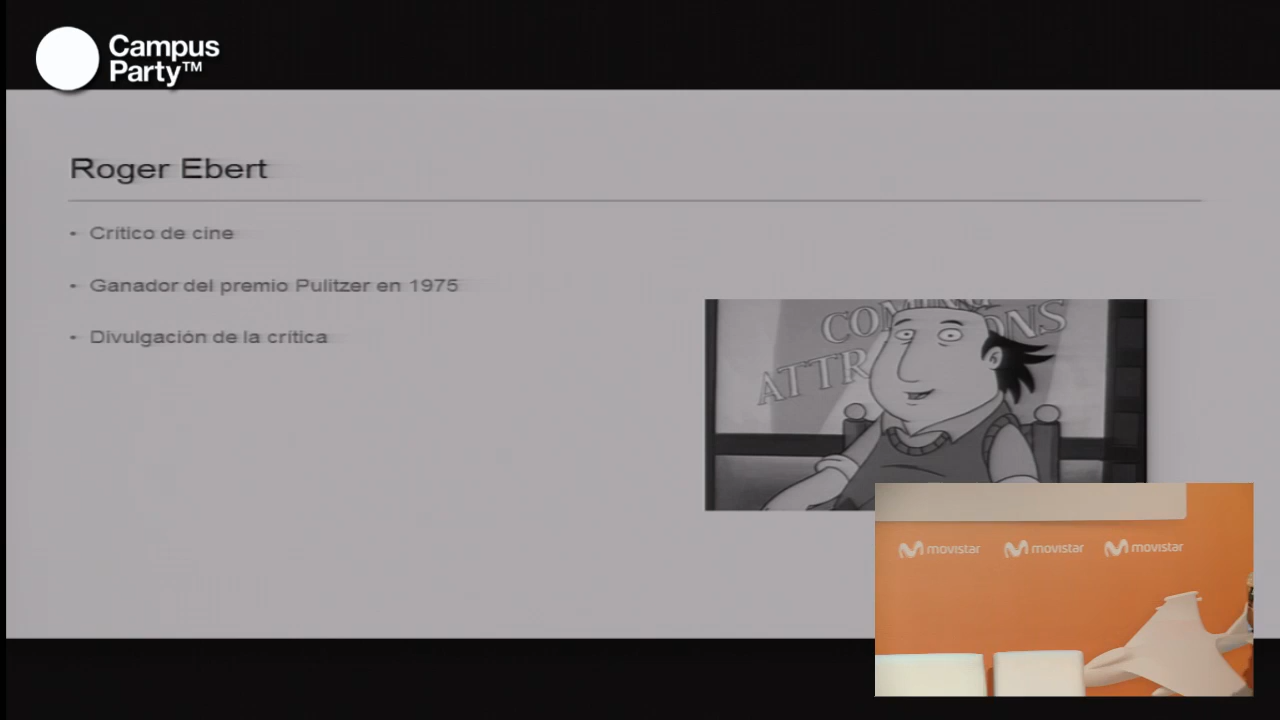 Campus
Party™
Roger Ebert
• Crítico de cine
• Ganador del premio Pulitzer en 1975
• Divulgación de la crítica
COMING
ATTR
ONS
movistar movistar movistar